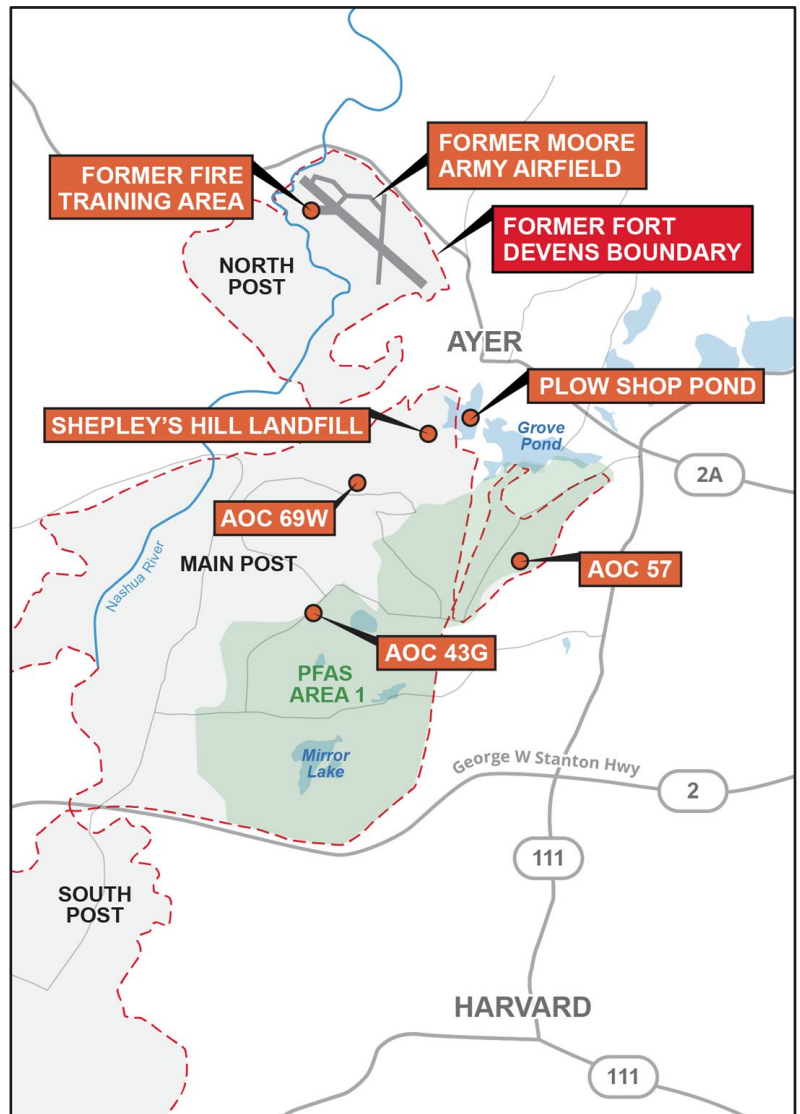 FORMER MOORE
ARMY AIRFIELD
FORMER FIRE
TRAINING AREA
FORMER FORT
DEVENS BOUNDARY
NORTH
POST
AYER
PLOW SHOP POND
SHEPLEY'S HILL LANDFILL
Grove
Pond
2A
AOC 69W
MAIN POST
AOC 57
Nashua River
AOC 43G
PFAS
AREA 1
Mirror
Lake
George W Stanton Hwy
2
111
SOUTH
POST
HARVARD
111